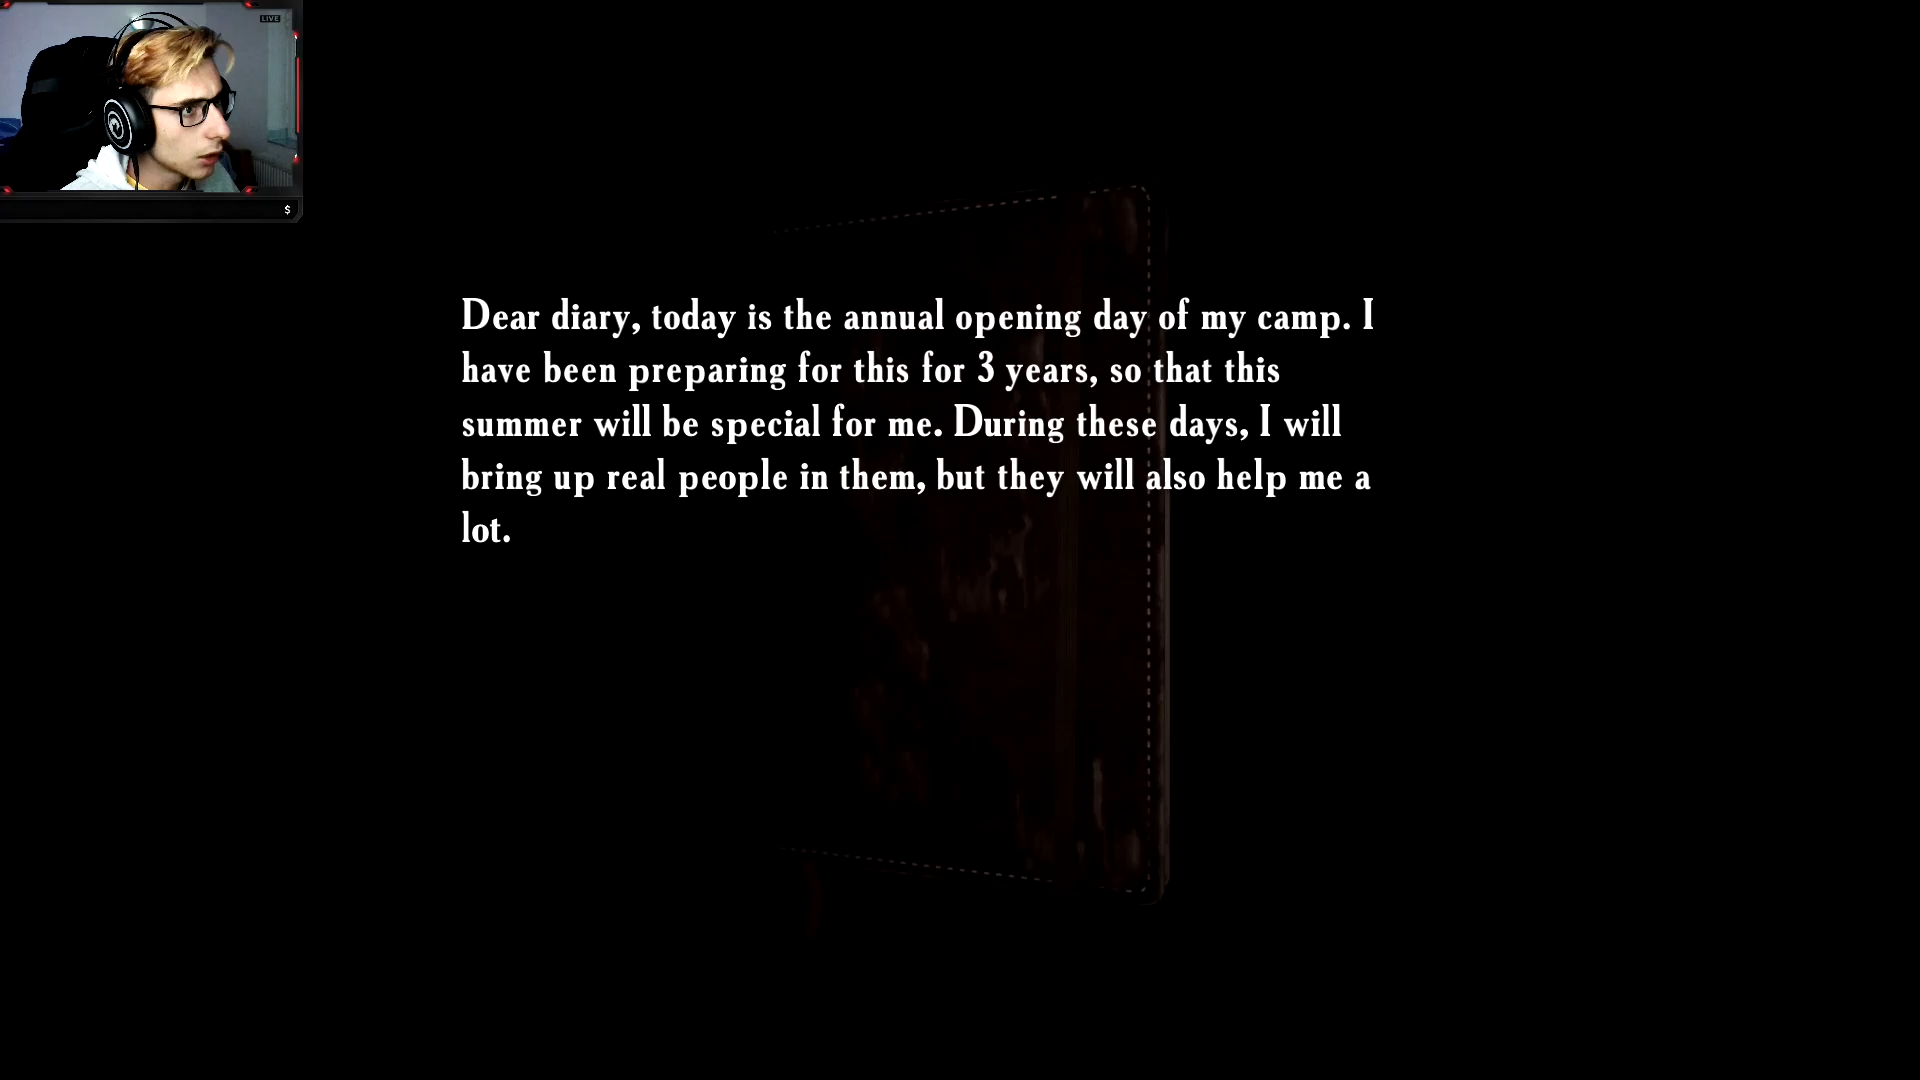 LIVE
$
Dear diary, today is the annual opening day of my camp. I
have been preparing for this for 3 years, so that this
summer will be special for me. During these days, I will
bring up real people in them, but they will also help me a
lot.